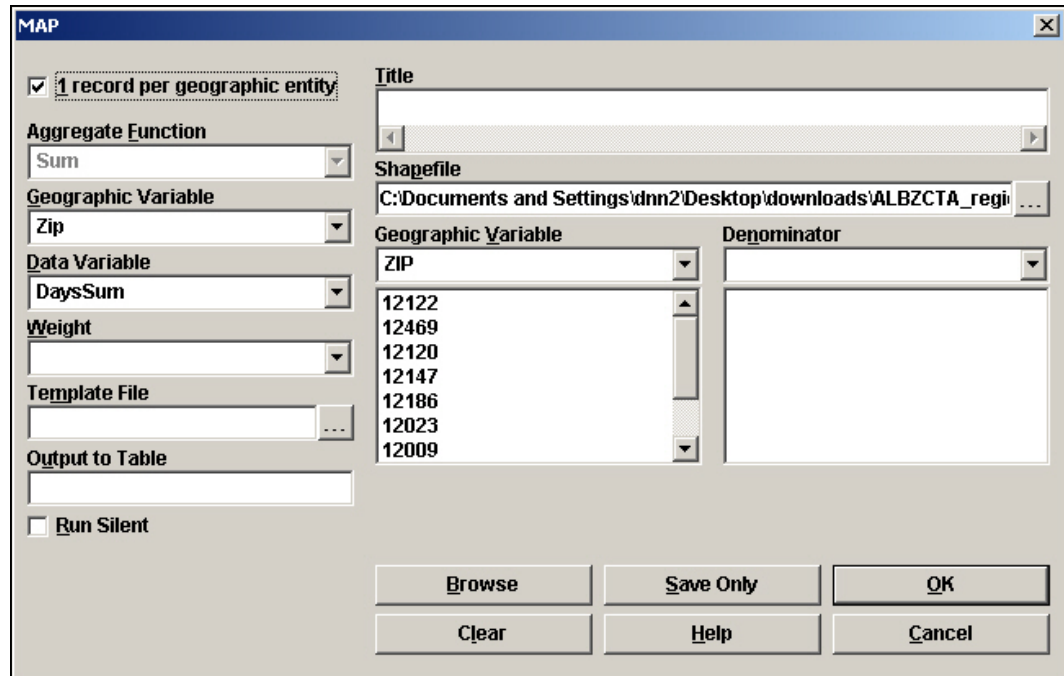 MAP
1 record per geographic entity
Aggregate Function
Sum
Geographic Variable
Zip
Data Variable
DaysSum
Weight
Template File
...
Output to Table
Run Silent
Title
Shapefile
C:\Documents and Settings\dnn2\Desktop\downloads\ALBZCTA_regi
...
Geographic Variable
ZIP
12122
12469
12120
12147
12186
12023
12009
Denominator
Browse
Save Only
OK
Clear
Help
Cancel